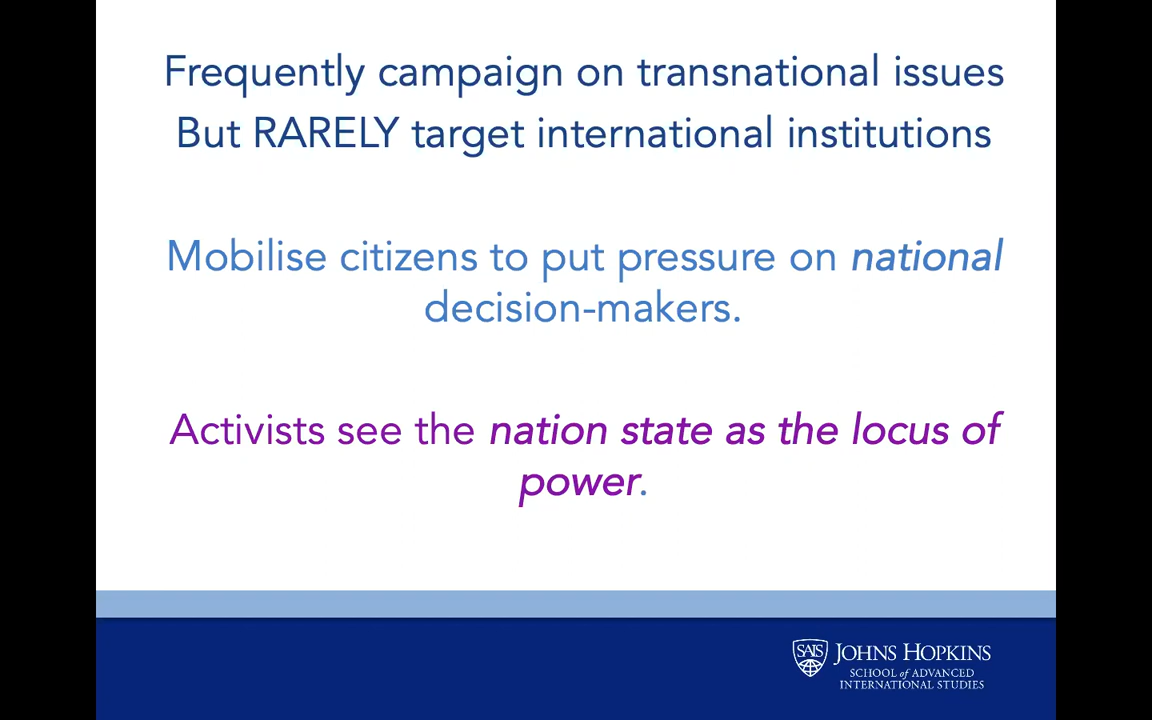 Frequently campaign on transnational issues
But RARELY target international institutions
Mobilise citizens to put pressure on national
decision-makers.
Activists see the nation state as the locus of
power.
SAIS
JOHNS HOPKINS
SCHOOL of ADVANCED
INTERNATIONAL STUDIES